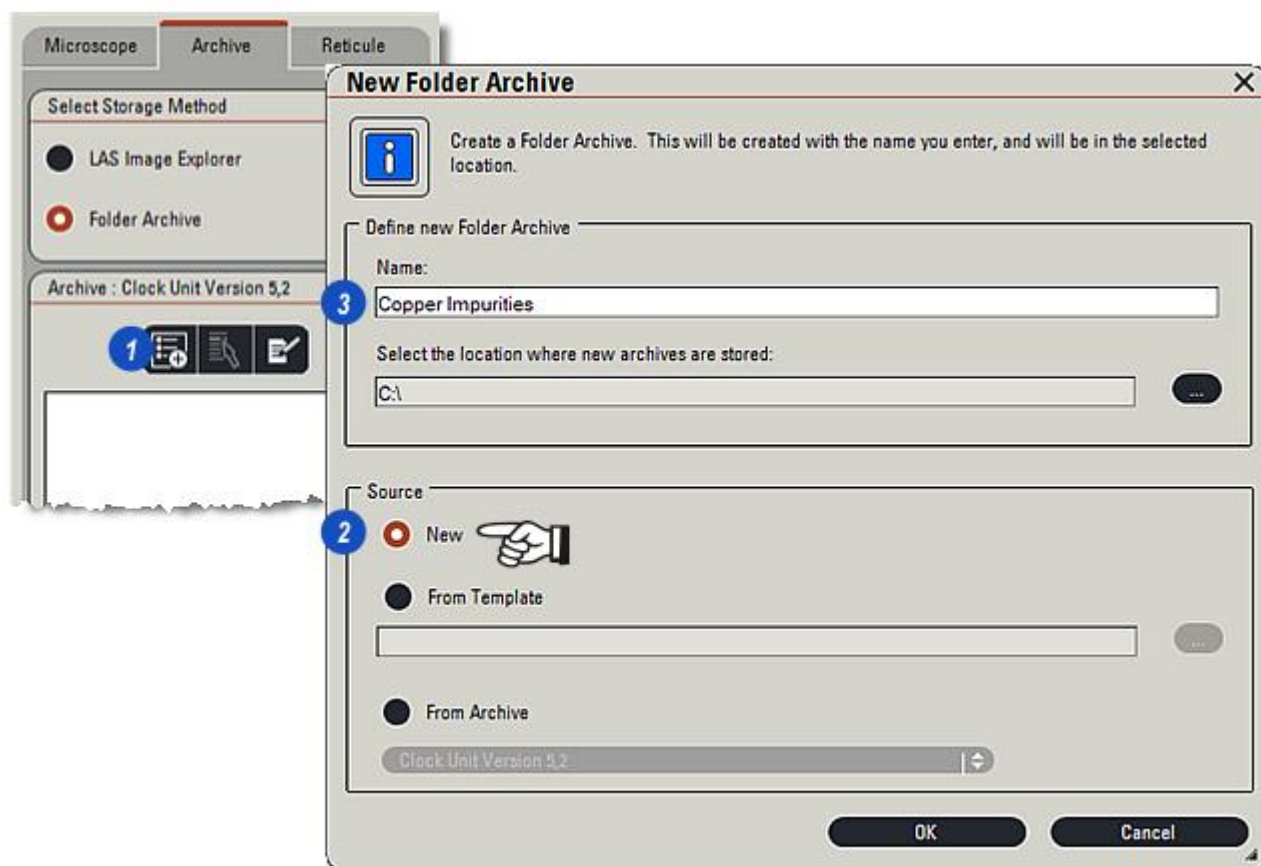 Microscope
Archive
Reticule
Select Storage Method
LAS Image Explorer
Folder Archive
Archive : Clock Unit Version 5,2
1
New Folder Archive
i
Create a Folder Archive. This will be created with the name you enter, and will be in the selected
location.
Define new Folder Archive
Name:
3
Copper Impurities
Select the location where new archives are stored:
C:\
...
Source
2
New
From Template
...
From Archive
Clock Unit Version 5,2
OK
Cancel